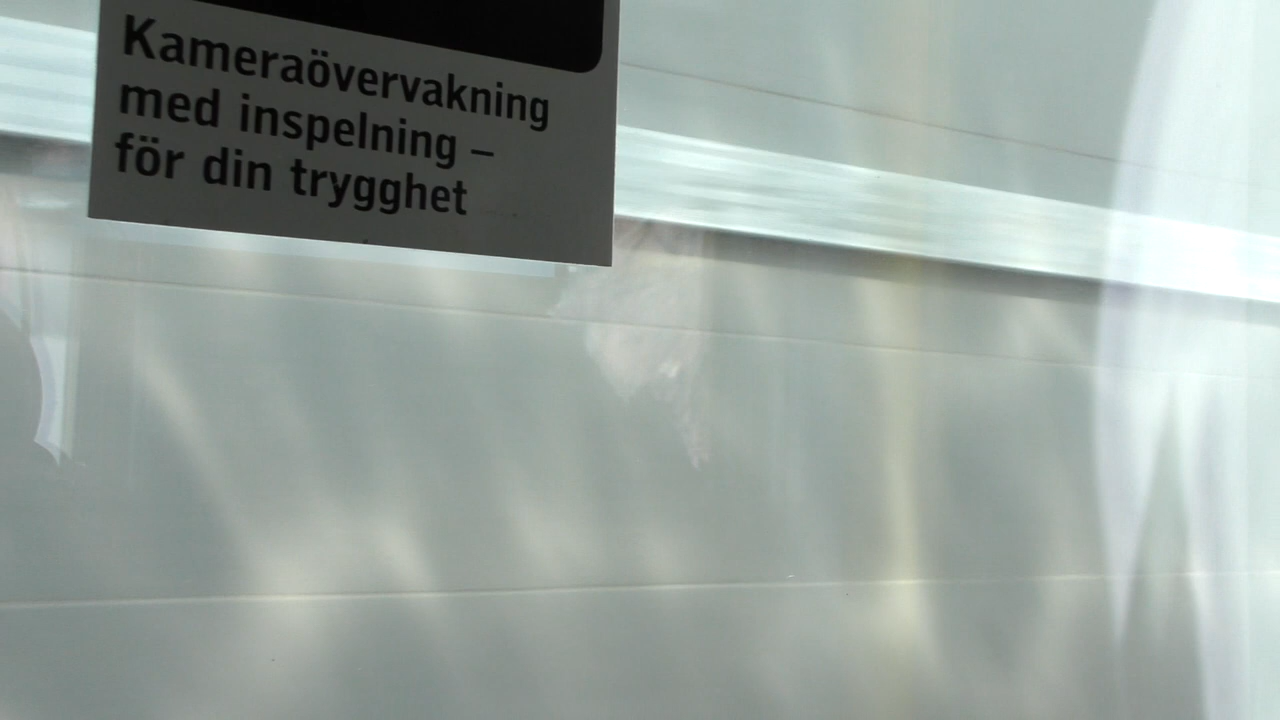 Kameraövervakning
med inspelning –
för din trygghet